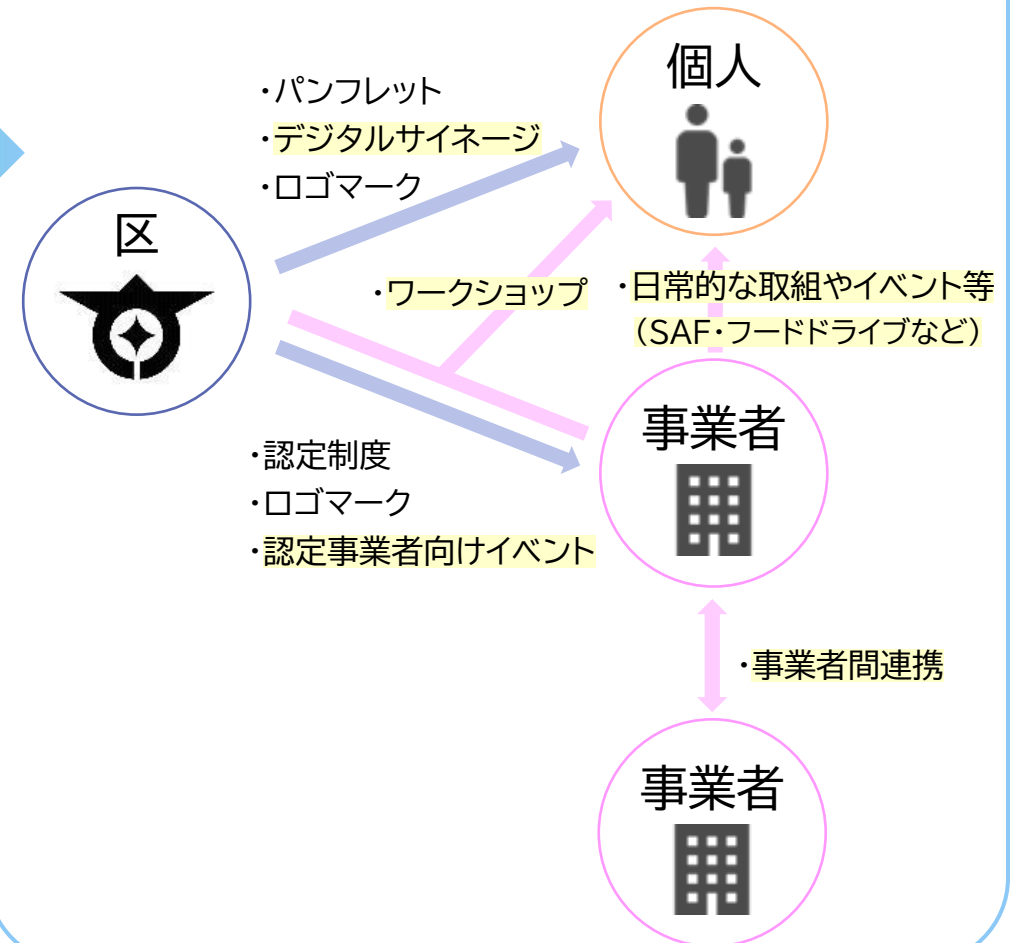 個人
・パンフレット
・デジタルサイネージ
・ロゴマーク
区
・ワークショップ
・日常的な取組やイベント等
（SAF・フードドライブなど）
事業者
・認定制度
・ロゴマーク
・認定事業者向けイベント
・事業者間連携
事業者